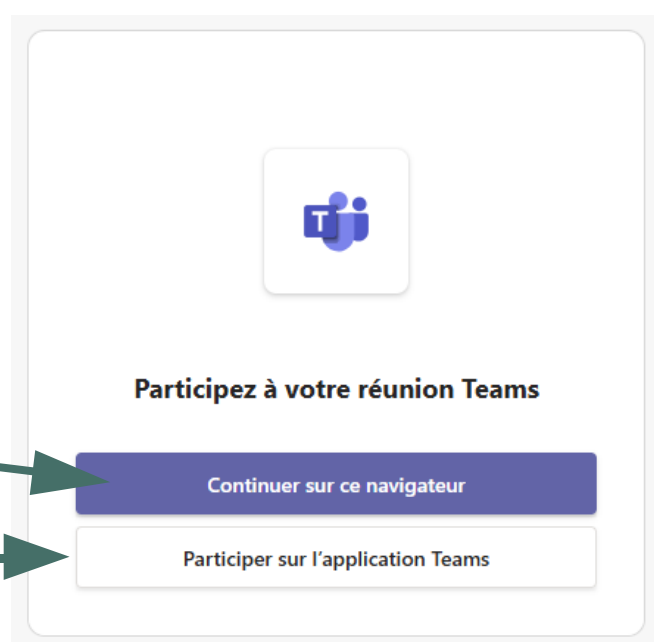 T
Participez à votre réunion Teams
Continuer sur ce navigateur
Participer sur l'application Teams